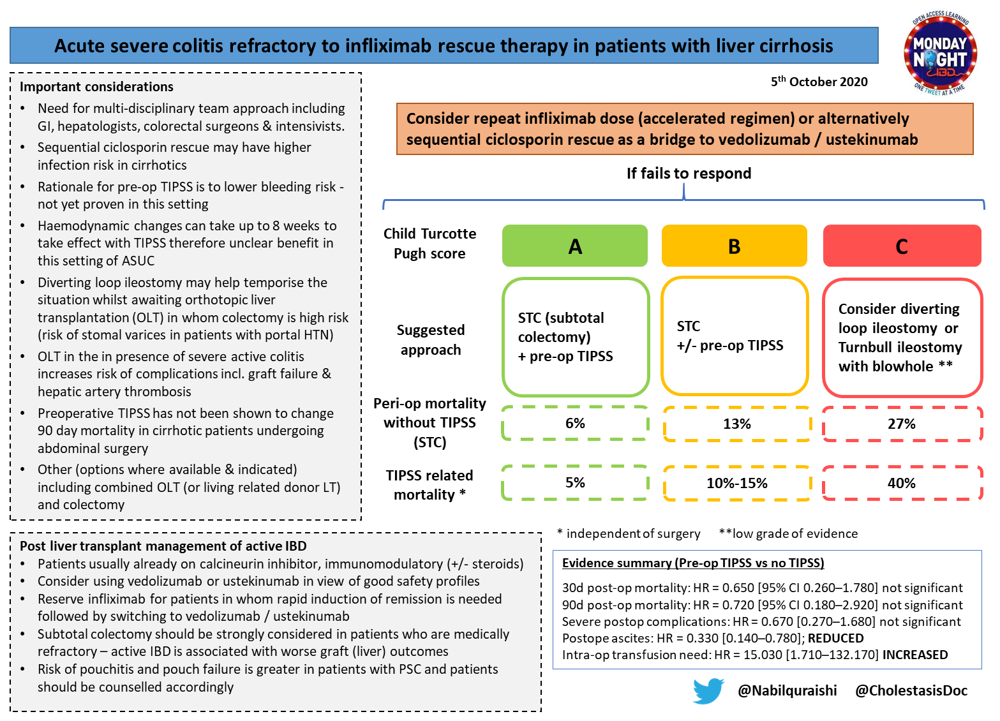 Acute severe colitis refractory to infliximab rescue therapy in patients with liver cirrhosis
OPEN ACCESS LEARNING
MONDAY
NIGHT
IBD
ONE TWEET AT A TIME
5th October 2020
Important considerations
• Need for multi-disciplinary team approach including
GI, hepatologists, colorectal surgeons & intensivists.
• Sequential ciclosporin rescue may have higher
infection risk in cirrhotics
• Rationale for pre-op TIPSS is to lower bleeding risk -
not yet proven in this setting
• Haemodynamic changes can take up to 8 weeks to
take effect with TIPSS therefore unclear benefit in
this setting of ASUC
• Diverting loop ileostomy may help temporise the
situation whilst awaiting orthotopic liver
transplantation (OLT) in whom colectomy is high risk
(risk of stomal varices in patients with portal HTN)
• OLT in the in presence of severe active colitis
increases risk of complications incl. graft failure &
hepatic artery thrombosis
• Preoperative TIPSS has not been shown to change
90 day mortality in cirrhotic patients undergoing
abdominal surgery
• Other (options where available & indicated)
including combined OLT (or living related donor LT)
and colectomy
Consider repeat infliximab dose (accelerated regimen) or alternatively
sequential ciclosporin rescue as a bridge to vedolizumab / ustekinumab
If fails to respond
Child Turcotte
Pugh score
A
B
C
Suggested
approach
STC (subtotal
colectomy)
+ pre-op TIPSS
STC
+/- pre-op TIPSS
Consider diverting
loop ileostomy or
Turnbull ileostomy
with blowhole **
Peri-op mortality
without TIPSS
(STC)
6%
13%
27%
TIPSS related
mortality *
5%
10%-15%
40%
* independent of surgery
**low grade of evidence
Post liver transplant management of active IBD
• Patients usually already on calcineurin inhibitor, immunomodulatory (+/- steroids)
• Consider using vedolizumab or ustekinumab in view of good safety profiles
• Reserve infliximab for patients in whom rapid induction of remission is needed
followed by switching to vedolizumab / ustekinumab
• Subtotal colectomy should be strongly considered in patients who are medically
refractory – active IBD is associated with worse graft (liver) outcomes
• Risk of pouchitis and pouch failure is greater in patients with PSC and patients
should be counselled accordingly
Evidence summary (Pre-op TIPSS vs no TIPSS)
30d post-op mortality: HR = 0.650 [95% CI 0.260–1.780] not significant
90d post-op mortality: HR = 0.720 [95% CI 0.180–2.920] not significant
Severe postop complications: HR = 0.670 [0.270–1.680] not significant
Postope ascites: HR = 0.330 [0.140–0.780]; REDUCED
Intra-op transfusion need: HR = 15.030 [1.710–132.170] INCREASED
@Nabilquraishi
@CholestasisDoc